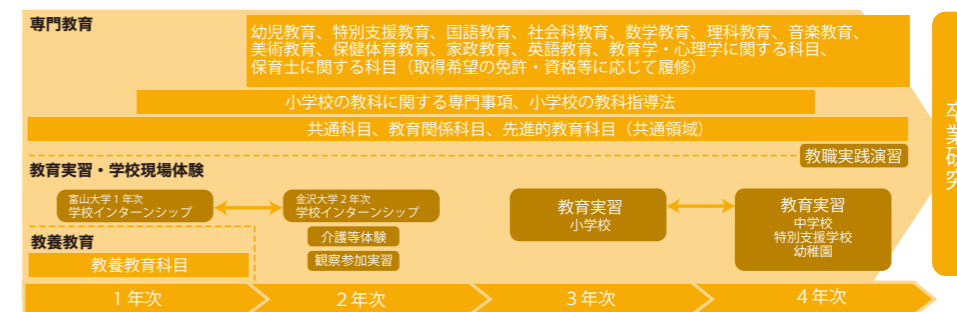 専門教育
幼児教育、特別支援教育、国語教育、社会科教育、数学教育、理科教育、音楽教育、
美術教育、保健体育教育、家政教育、英語教育、教育学・心理学に関する科目、
保育士に関する科目（取得希望の免許・資格等に応じて履修）
小学校の教科に関する専門事項、小学校の教科指導法
共通科目、教育関係科目、先進的教育科目（共通領域）
教職実践演習
卒業研究
教育実習・学校現場体験
富山大学1年次
学校インターンシップ
金沢大学2年次
学校インターンシップ
介護等体験
観察参加実習
教育実習
小学校
教育実習
中学校
特別支援学校
幼稚園
教養教育
教養教育科目
1年次
2年次
3年次
4年次